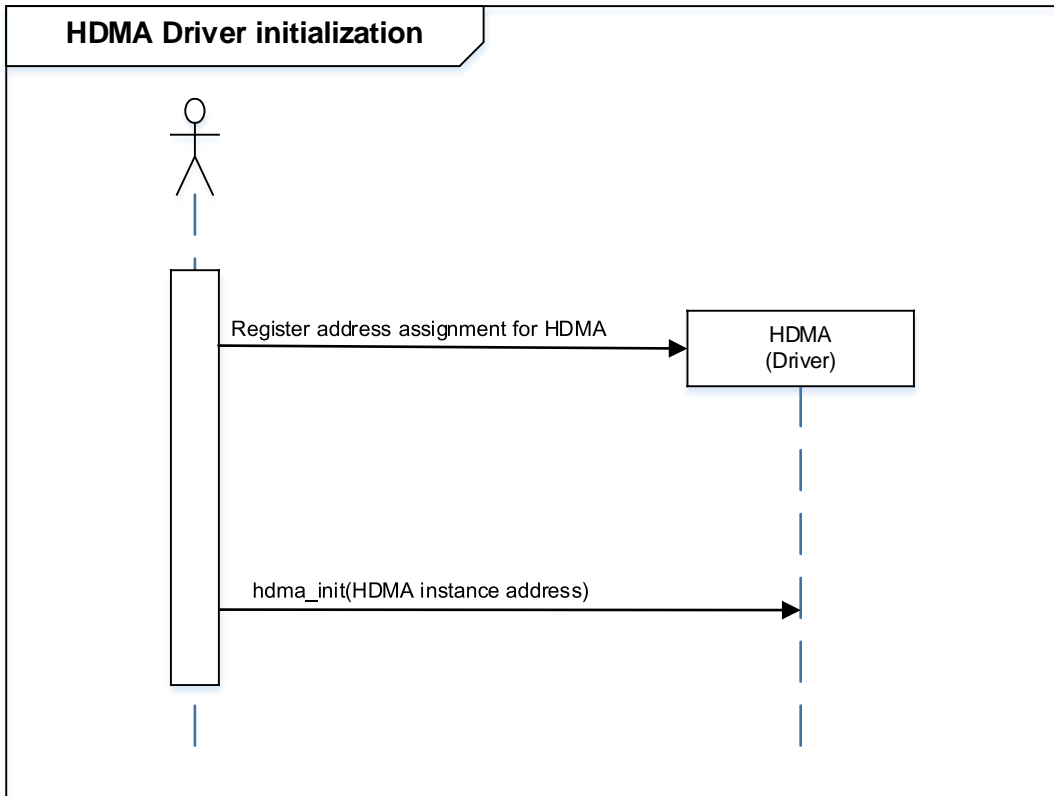 HDMA Driver initialization
Register address assignment for HDMA
HDMA
(Driver)
hdma_init(HDMA instance address)